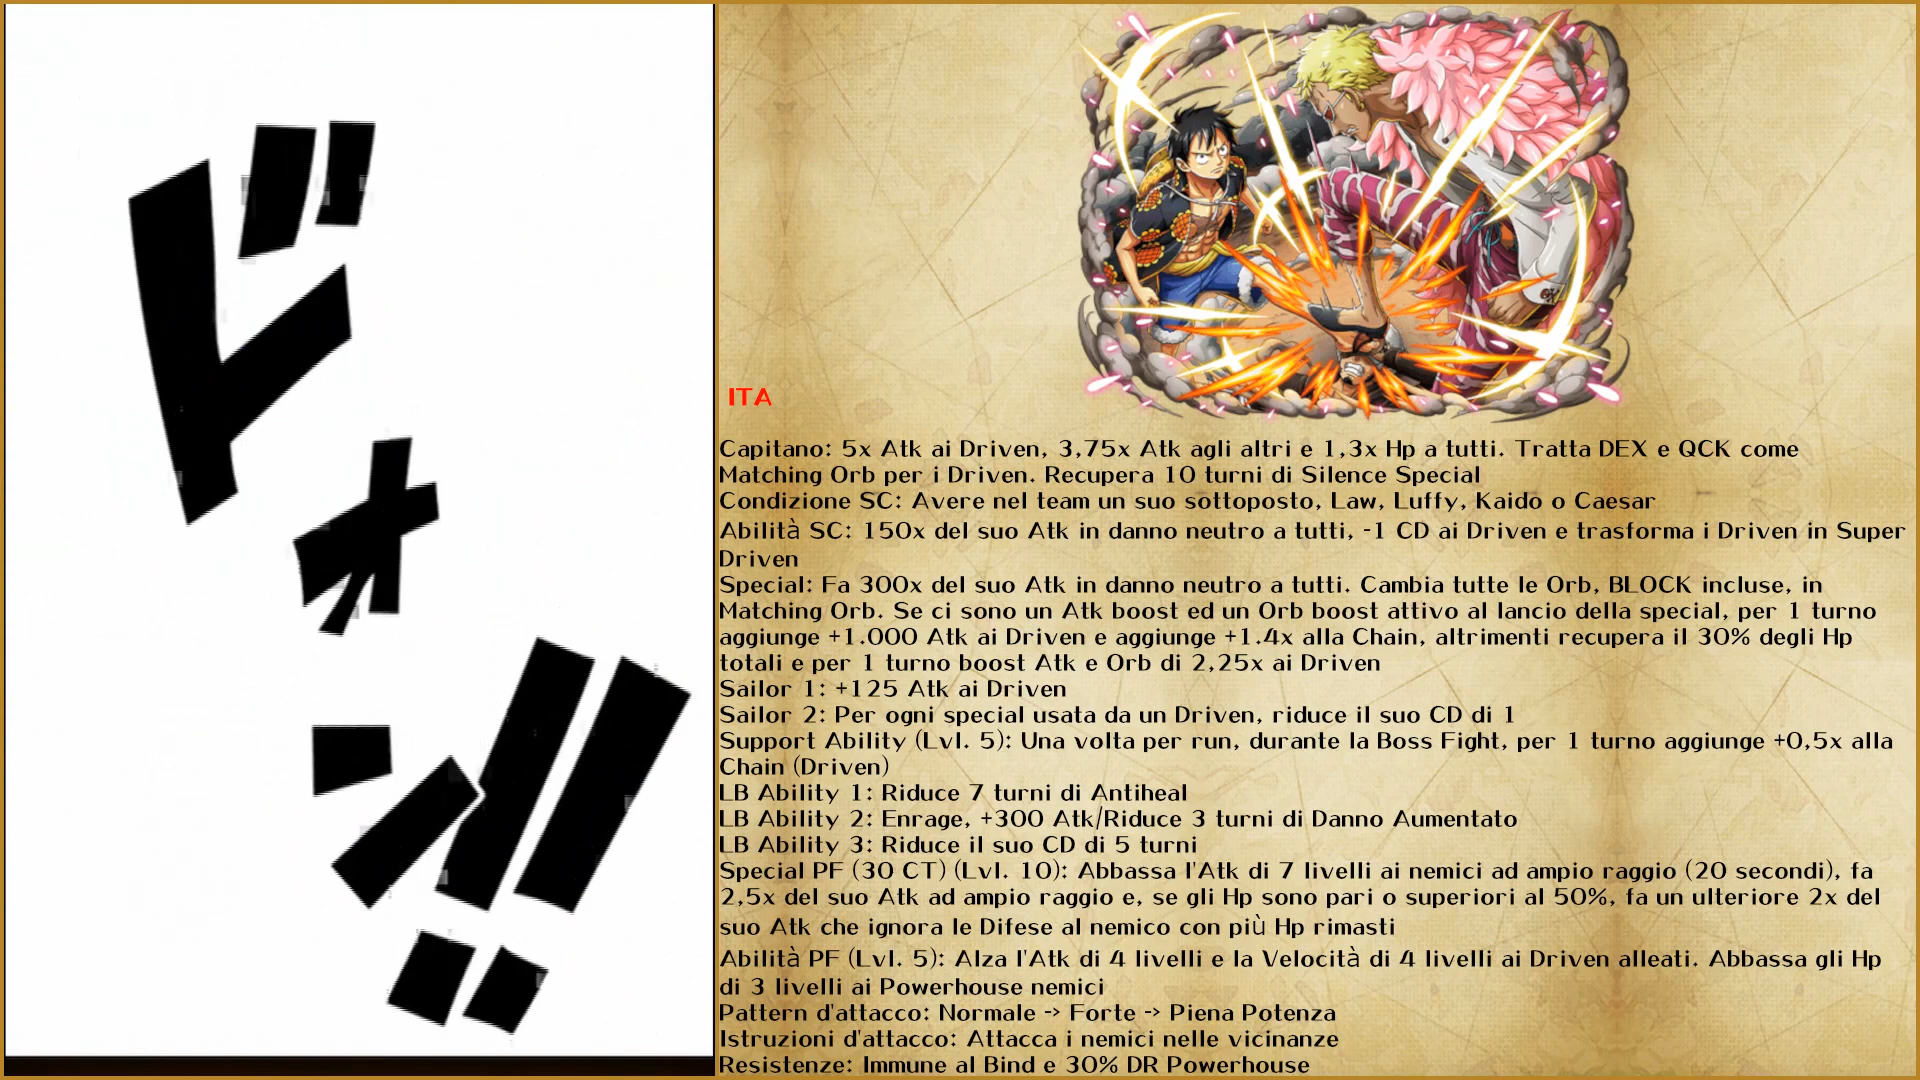 ドォン!!
ITA
Capitano: 5x Atk ai Driven, 3,75x Atk agli altri e 1,3x Hp a tutti. Tratta DEX e QCK come
Matching Orb per i Driven. Recupera 10 turni di Silence Special
Condizione SC: Avere nel team un suo sottoposto, Law, Luffy, Kaido o Caesar
Abilità SC: 150x del suo Atk in danno neutro a tutti, -1 CD ai Driven e trasforma i Driven in Super
Driven
Special: Fa 300x del suo Atk in danno neutro a tutti. Cambia tutte le Orb, BLOCK incluse, in
Matching Orb. Se ci sono un Atk boost ed un Orb boost attivo al lancio della special, per 1 turno
aggiunge +1.000 Atk ai Driven e aggiunge +1.4x alla Chain, altrimenti recupera il 30% degli Hp
totali e per 1 turno boost Atk e Orb di 2,25x ai Driven
Sailor 1: +125 Atk ai Driven
Sailor 2: Per ogni special usata da un Driven, riduce il suo CD di 1
Support Ability (Lvl. 5): Una volta per run, durante la Boss Fight, per 1 turno aggiunge +0,5x alla
Chain (Driven)
LB Ability 1: Riduce 7 turni di Antiheal
LB Ability 2: Enrage, +300 Atk/Riduce 3 turni di Danno Aumentato
LB Ability 3: Riduce il suo CD di 5 turni
Special PF (30 CT) (Lvl. 10): Abbassa l'Atk di 7 livelli ai nemici ad ampio raggio (20 secondi), fa
2,5x del suo Atk ad ampio raggio e, se gli Hp sono pari o superiori al 50%, fa un ulteriore 2x del
suo Atk che ignora le Difese al nemico con più Hp rimasti
Abilità PF (Lvl. 5): Alza l'Atk di 4 livelli e la Velocità di 4 livelli ai Driven alleati. Abbassa gli Hp
di 3 livelli ai Powerhouse nemici
Pattern d'attacco: Normale -> Forte -> Piena Potenza
Istruzioni d'attacco: Attacca i nemici nelle vicinanze
Resistenze: Immune al Bind e 30% DR Powerhouse